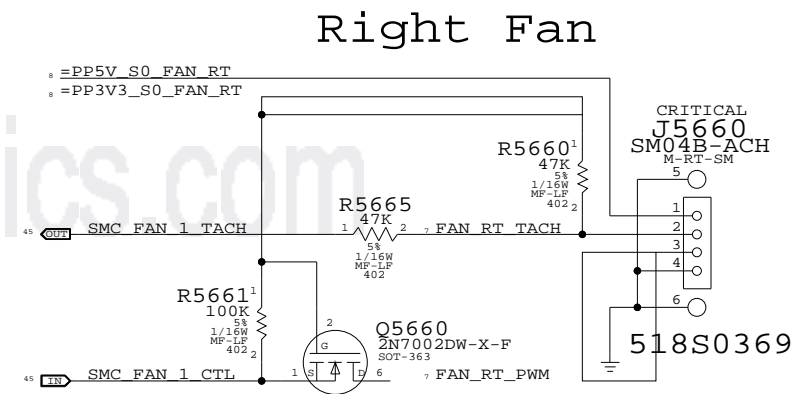 Right Fan
8 =PP5V_S0_FAN_RT
8 =PP3V3_S0_FAN_RT
ics.com
CRITICAL
J5660
SM04B-ACH
M-RT-SM
5
1
2
3
4
6
518S0369
R5660 1
47K
5%
1/16W
MF-LF
402 2
R5665
47K
1 2
5%
1/16W
MF-LF
402
45 OUT SMC_FAN_1_TACH
7 FAN_RT_TACH
R5661 1
100K
5%
1/16W
MF-LF
402 2
Q5660
2N7002DW-X-F
SOT-363
2
G
1 S D 6
45 IN SMC_FAN_1_CTL
7 FAN_RT_PWM